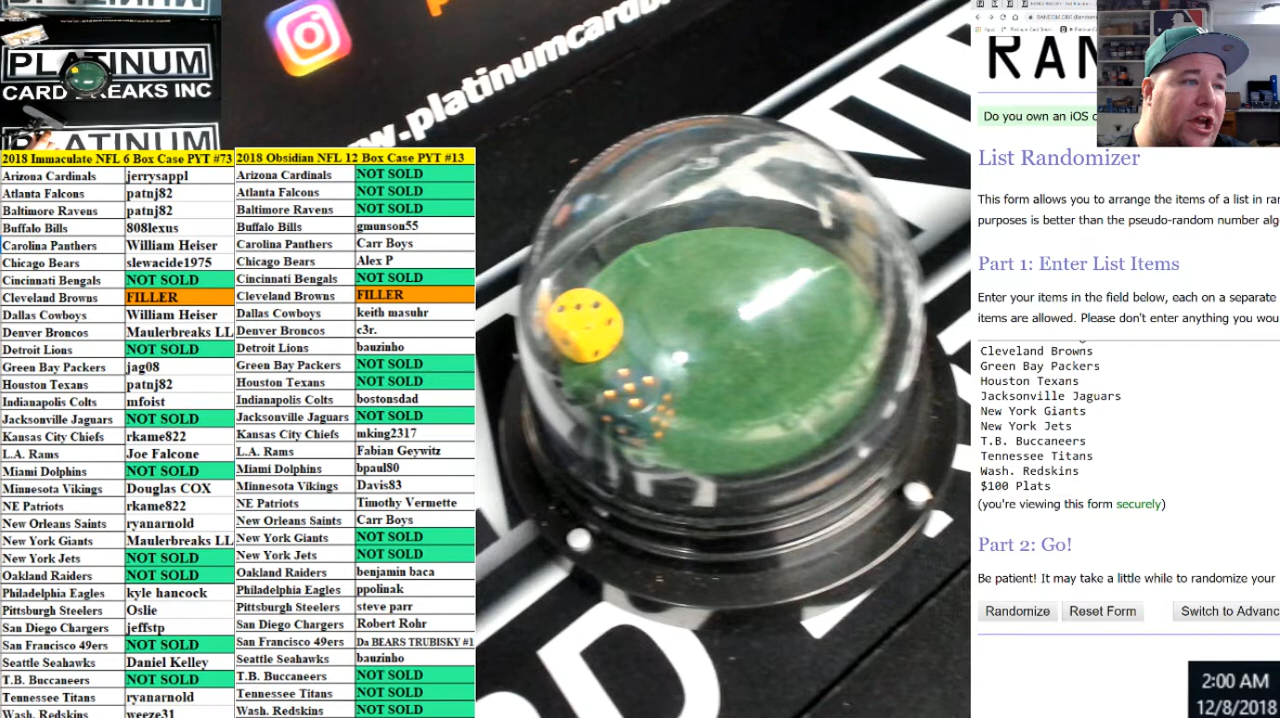 PLATINUM
CARD BREAKS INC
PLATINUM
www.platinumcardb
2018 Immaculate NFL 6 Box Case PYT #73
Arizona Cardinals jerrysappl
Atlanta Falcons patnj82
Baltimore Ravens patnj82
Buffalo Bills 808lexus
Carolina Panthers William Heiser
Chicago Bears slewacide1975
Cincinnati Bengals NOT SOLD
Cleveland Browns FILLER
Dallas Cowboys William Heiser
Denver Broncos Maulerbreaks LL
Detroit Lions NOT SOLD
Green Bay Packers jag08
Houston Texans patnj82
Indianapolis Colts mfoist
Jacksonville Jaguars NOT SOLD
Kansas City Chiefs rkame822
L.A. Rams Joe Falcone
Miami Dolphins NOT SOLD
Minnesota Vikings Douglas COX
NE Patriots rkame822
New Orleans Saints ryanarnold
New York Giants Maulerbreaks LL
New York Jets NOT SOLD
Oakland Raiders NOT SOLD
Philadelphia Eagles kyle hancock
Pittsburgh Steelers Oslie
San Diego Chargers jeffstp
San Francisco 49ers NOT SOLD
Seattle Seahawks Daniel Kelley
T.B. Buccaneers NOT SOLD
Tennessee Titans ryanarnold
Wash. Redskins weeze31
2018 Obsidian NFL 12 Box Case PYT #13
Arizona Cardinals NOT SOLD
Atlanta Falcons NOT SOLD
Baltimore Ravens NOT SOLD
Buffalo Bills gmunson55
Carolina Panthers Carr Boys
Chicago Bears Alex P
Cincinnati Bengals NOT SOLD
Cleveland Browns FILLER
Dallas Cowboys keith masuhr
Denver Broncos c3r.
Detroit Lions bauzinho
Green Bay Packers NOT SOLD
Houston Texans NOT SOLD
Indianapolis Colts bostonsdad
Jacksonville Jaguars NOT SOLD
Kansas City Chiefs mking2317
L.A. Rams Fabian Geywitz
Miami Dolphins bpaul80
Minnesota Vikings Davis83
NE Patriots Timothy Vermette
New Orleans Saints Carr Boys
New York Giants NOT SOLD
New York Jets NOT SOLD
Oakland Raiders benjamin baca
Philadelphia Eagles ppolinak
Pittsburgh Steelers steve parr
San Diego Chargers Robert Rohr
San Francisco 49ers Da BEARS TRUBISKY #1
Seattle Seahawks bauzinho
T.B. Buccaneers NOT SOLD
Tennessee Titans NOT SOLD
Wash. Redskins NOT SOLD
RAN
Do you own an iOS
List Randomizer
This form allows you to arrange the items of a list in ran
purposes is better than the pseudo-random number alg
Part 1: Enter List Items
Enter your items in the field below, each on a separate
items are allowed. Please don't enter anything you wou
Cleveland Browns
Green Bay Packers
Houston Texans
Jacksonville Jaguars
New York Giants
New York Jets
T.B. Buccaneers
Tennessee Titans
Wash. Redskins
$100 Plats
(you're viewing this form securely)
Part 2: Go!
Be patient! It may take a little while to randomize your
Randomize Reset Form Switch to Advanc
2:00 AM
12/8/2018